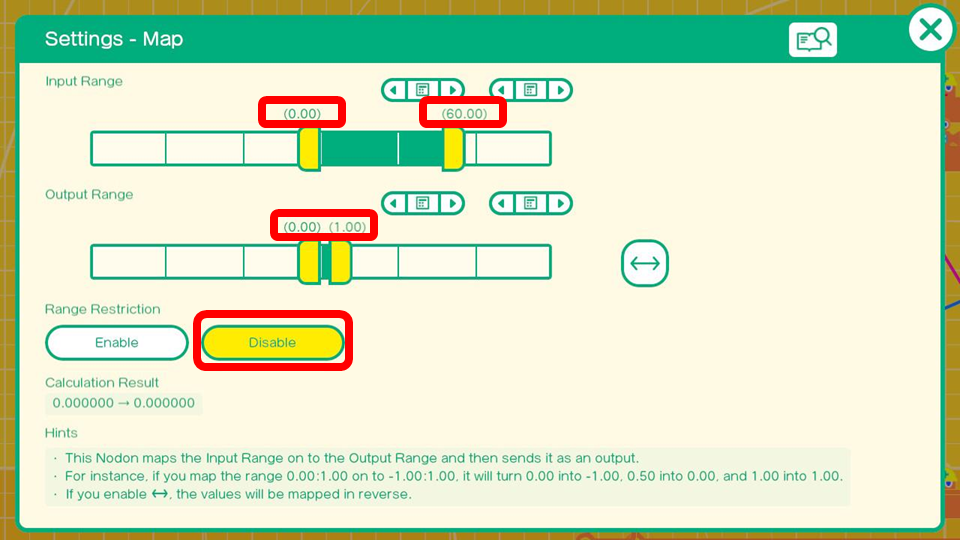 Settings - Map
Input Range
(0.00) (60.00)
Output Range
(0.00) (1.00)
Range Restriction
Enable Disable
Calculation Result
0.000000 → 0.000000
Hints
· This Nodon maps the Input Range on to the Output Range and then sends it as an output.
· For instance, if you map the range 0.00:1.00 on to -1.00:1.00, it will turn 0.00 into -1.00, 0.50 into 0.00, and 1.00 into 1.00.
· If you enable ↔, the values will be mapped in reverse.